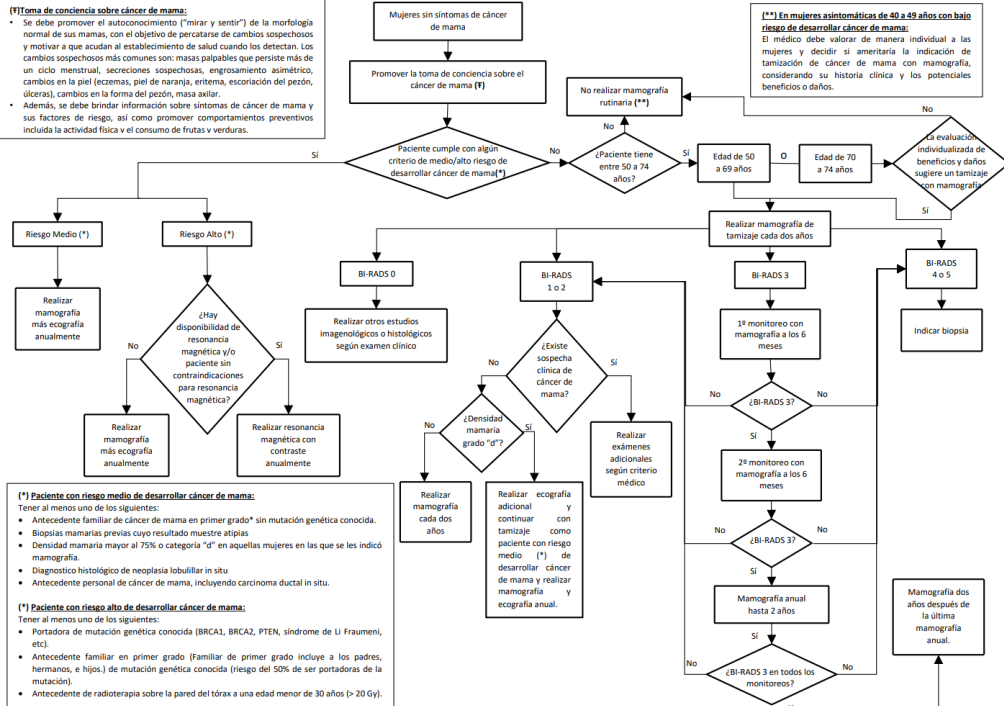 (Ŧ)Toma de conciencia sobre cáncer de mama:
• Se debe promover el autoconocimiento ("mirar y sentir") de la morfología
normal de sus mamas, con el objetivo de percatarse de cambios sospechosos
y motivar a que acudan al establecimiento de salud cuando los detectan. Los
cambios sospechosos más comunes son: masas palpables que persiste más de
un ciclo menstrual, secreciones sospechosas, engrosamiento asimétrico,
cambios en la piel (eczemas, piel de naranja, eritema, escoriación del pezón,
úlceras), cambios en la forma del pezón, masa axilar.
• Además, se debe brindar información sobre síntomas de cáncer de mama y
sus factores de riesgo, así como promover comportamientos preventivos
incluida la actividad física y el consumo de frutas y verduras.
Mujeres sin síntomas de cáncer
de mama
Promover la toma de conciencia sobre el
cáncer de mama (Ŧ)
(**) En mujeres asintomáticas de 40 a 49 años con bajo
riesgo de desarrollar cáncer de mama:
El médico debe valorar de manera individual a las
mujeres y decidir si ameritaría la indicación de
tamización de cáncer de mama con mamografía,
considerando su historia clínica y los potenciales
beneficios o daños.
No realizar mamografía
rutinaria (**)
No
No
Paciente cumple con algún
criterio de medio/alto riesgo de
desarrollar cáncer de mama(*)
Sí
No
¿Paciente tiene
entre 50 a 74
años?
Sí
Edad de 50
a 69 años
O
Edad de 70
a 74 años
La evaluación
individualizada de
beneficios y daños
sugiere un tamizaje
con mamografía
Sí
Riesgo Medio (*)
Riesgo Alto (*)
Realizar mamografía de
tamizaje cada dos años
Realizar
mamografía
más ecografía
anualmente
¿Hay
disponibilidad de
resonancia
magnética y/o
paciente sin
contraindicaciones
para resonancia
magnética?
No
Sí
Realizar
mamografía
más ecografía
anualmente
Realizar resonancia
magnética con
contraste
anualmente
BI-RADS 0
Realizar otros estudios
imagenológicos o histológicos
según examen clínico
BI-RADS
1 o 2
¿Existe
sospecha
clínica de
cáncer de
mama?
No
Sí
¿Densidad
mamaria
grado "d"?
No
Sí
Realizar
mamografía
cada dos
años
Realizar ecografía
adicional y
continuar con
tamizaje como
paciente con riesgo
medio (*) de
desarrollar cáncer
de mama y realizar
mamografía y
ecografía anual.
Realizar
exámenes
adicionales
según criterio
médico
BI-RADS 3
1º monitoreo con
mamografía a los 6
meses
No
¿BI-RADS 3?
No
Sí
2º monitoreo con
mamografía a los 6
meses
No
¿BI-RADS 3?
No
Sí
Mamografía anual
hasta 2 años
Sí
No
¿BI-RADS 3 en todos los
monitoreos?
No
BI-RADS
4 o 5
Indicar biopsia
Mamografía dos
años después de
la última
mamografía
anual.
(*) Paciente con riesgo medio de desarrollar cáncer de mama:
Tener al menos uno de los siguientes:
• Antecedente familiar de cáncer de mama en primer grado* sin mutación genética conocida.
• Biopsias mamarias previas cuyo resultado muestre atipias
• Densidad mamaria mayor al 75% o categoría "d" en aquellas mujeres en las que se les indicó
mamografía.
• Diagnostico histológico de neoplasia lobulillar in situ
• Antecedente personal de cáncer de mama, incluyendo carcinoma ductal in situ.
(*) Paciente con riesgo alto de desarrollar cáncer de mama:
Tener al menos uno de los siguientes:
• Portadora de mutación genética conocida (BRCA1, BRCA2, PTEN, síndrome de Li Fraumeni,
etc).
• Antecedente familiar en primer grado (Familiar de primer grado incluye a los padres,
hermanos, e hijos.) de mutación genética conocida (riesgo del 50% de ser portadoras de la
mutación).
• Antecedente de radioterapia sobre la pared del tórax a una edad menor de 30 años (> 20 Gy).